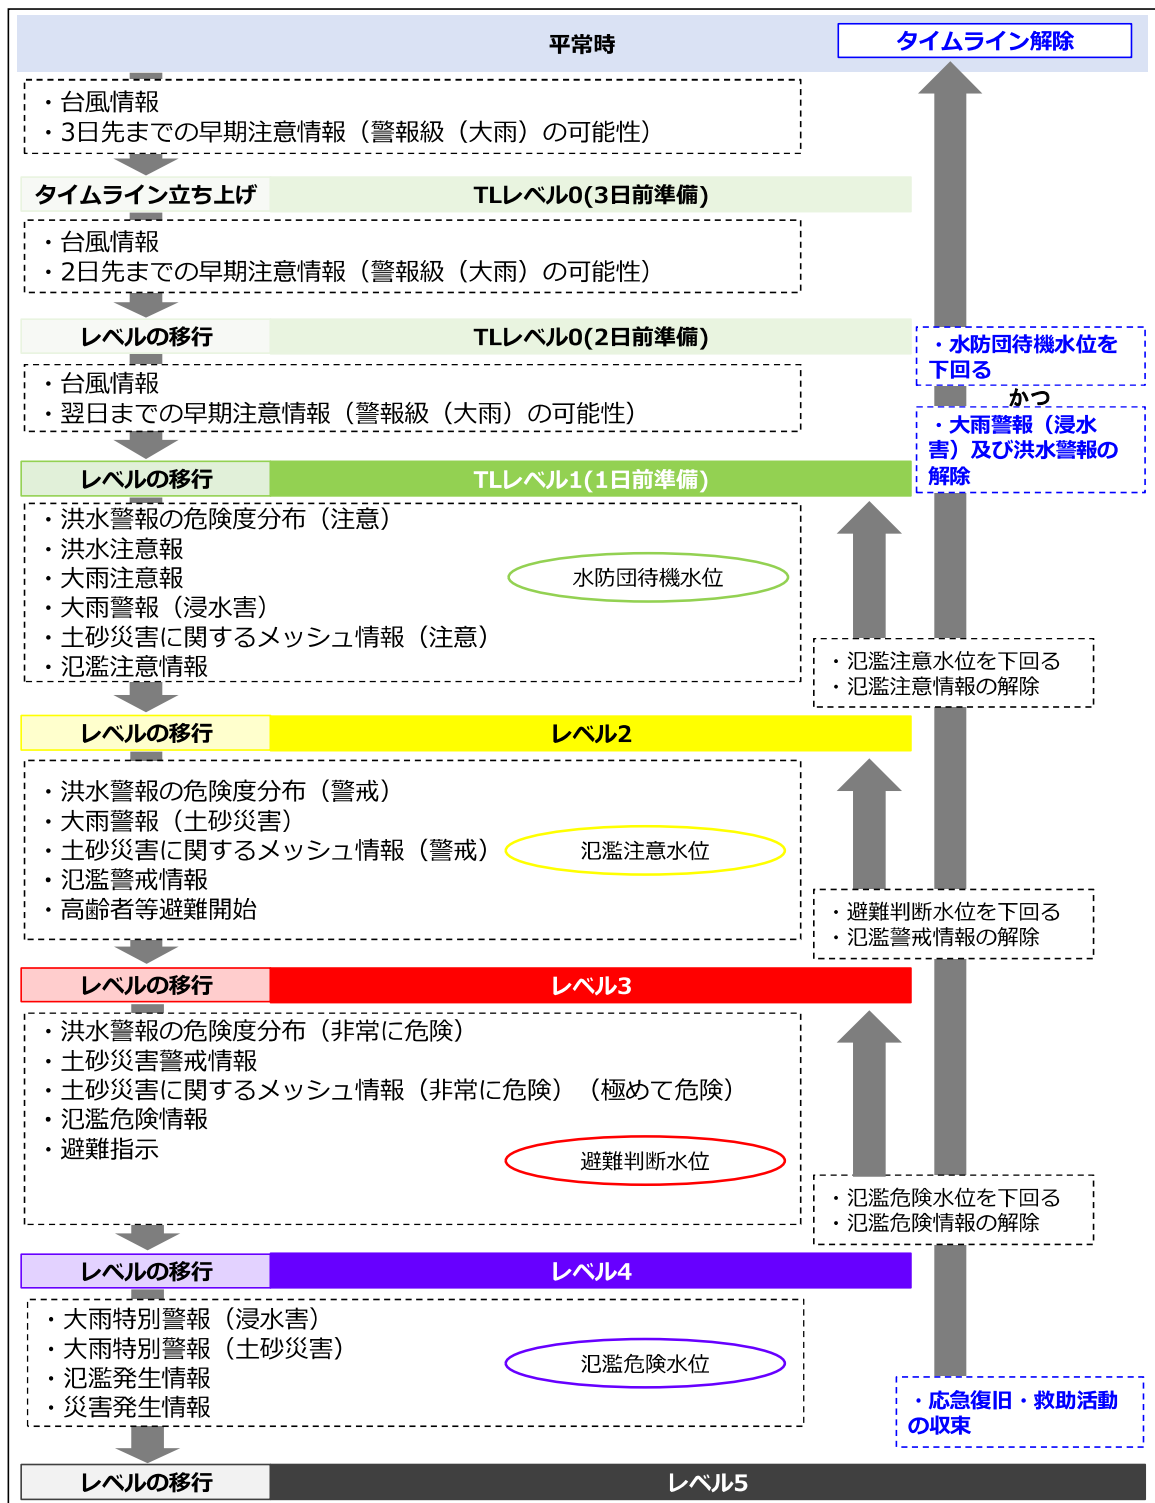 平常時
タイムライン解除
・台風情報
・3日先までの早期注意情報（警報級（大雨）の可能性）
タイムライン立ち上げ
TLレベル0(3日前準備)
・台風情報
・2日先までの早期注意情報（警報級（大雨）の可能性）
レベルの移行
TLレベル0(2日前準備)
・水防団待機水位を
下回る
かつ
・大雨警報（浸水
害）及び洪水警報の
解除
・台風情報
・翌日までの早期注意情報（警報級（大雨）の可能性）
レベルの移行
TLレベル1(1日前準備)
・洪水警報の危険度分布（注意）
・洪水注意報
・大雨注意報
・大雨警報（浸水害）
・土砂災害に関するメッシュ情報（注意）
・氾濫注意情報
水防団待機水位
・氾濫注意水位を下回る
・氾濫注意情報の解除
レベルの移行
レベル2
・洪水警報の危険度分布（警戒）
・大雨警報（土砂災害）
・土砂災害に関するメッシュ情報（警戒）
・氾濫警戒情報
・高齢者等避難開始
氾濫注意水位
・避難判断水位を下回る
・氾濫警戒情報の解除
レベルの移行
レベル3
・洪水警報の危険度分布（非常に危険）
・土砂災害警戒情報
・土砂災害に関するメッシュ情報（非常に危険）（極めて危険）
・氾濫危険情報
・避難指示
避難判断水位
・氾濫危険水位を下回る
・氾濫危険情報の解除
レベルの移行
レベル4
・大雨特別警報（浸水害）
・大雨特別警報（土砂災害）
・氾濫発生情報
・災害発生情報
氾濫危険水位
・応急復旧・救助活動
の収束
レベルの移行
レベル5